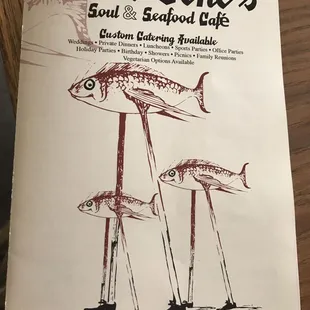 Soul & Seafood Café
Custom Catering Available
Weddings • Private Dinners • Luncheons • Sports Parties • Office Parties
Holiday Parties • Birthday • Showers • Picnics • Family Reunions
Vegetarian Options Available